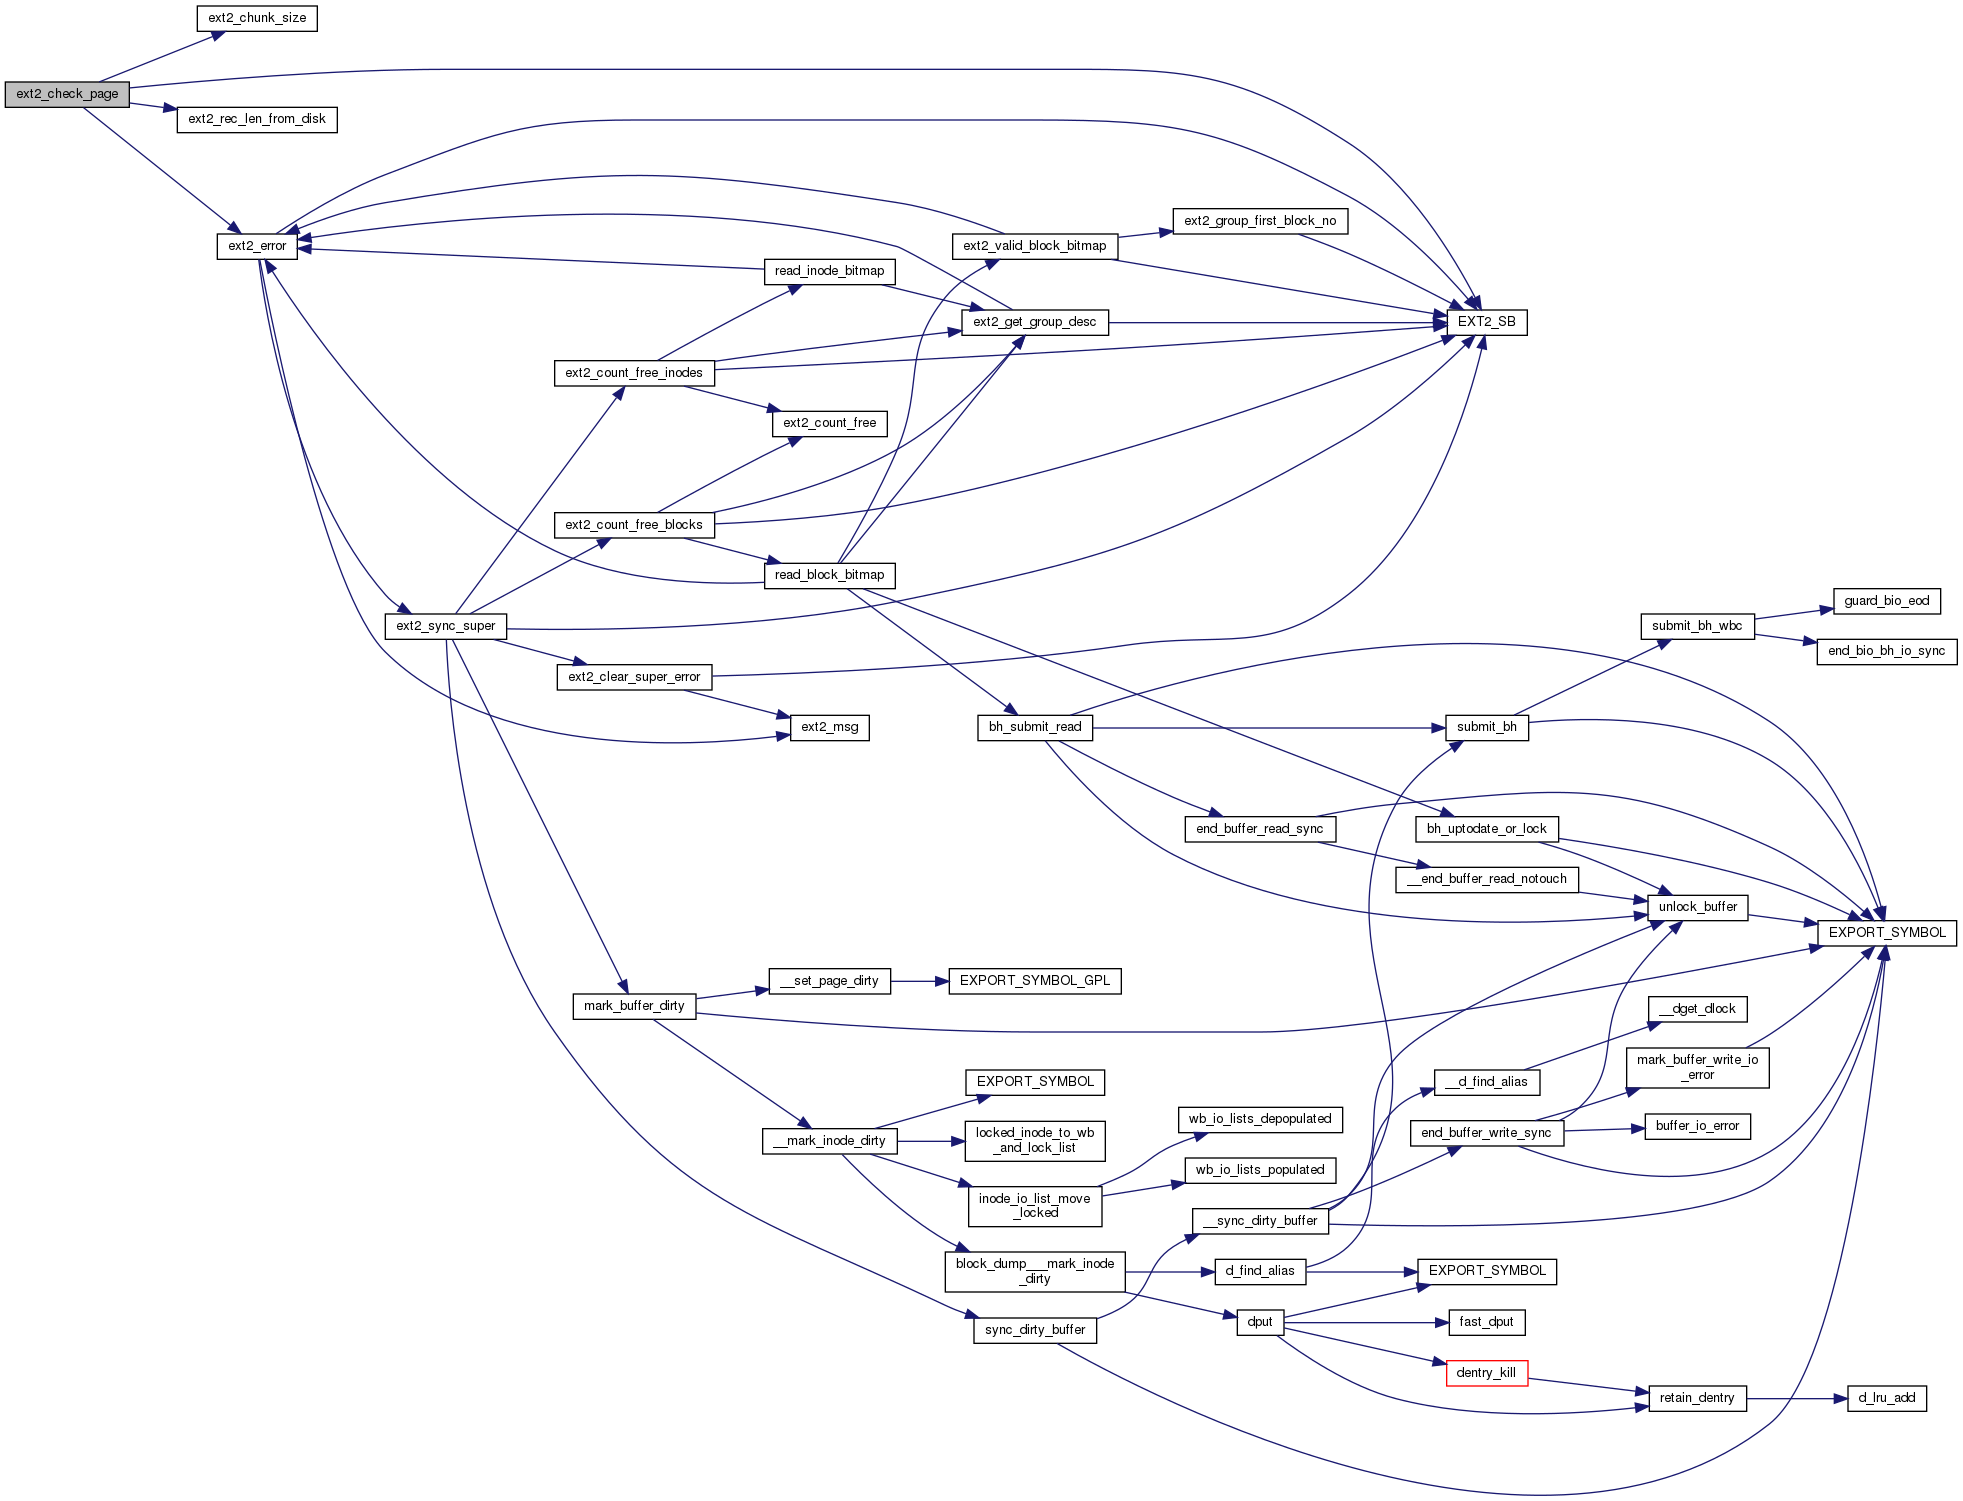 ext2_chunk_size
ext2_check_page
ext2_rec_len_from_disk
ext2_error
ext2_sync_super
ext2_count_free_inodes
ext2_count_free_blocks
ext2_clear_super_error
mark_buffer_dirty
read_inode_bitmap
ext2_count_free
read_block_bitmap
ext2_msg
__set_page_dirty
__mark_inode_dirty
ext2_valid_block_bitmap
ext2_get_group_desc
bh_submit_read
EXPORT_SYMBOL_GPL
EXPORT_SYMBOL
locked_inode_to_wb
_and_lock_list
inode_io_list_move
_locked
block_dump___mark_inode
_dirty
sync_dirty_buffer
ext2_group_first_block_no
end_buffer_read_sync
wb_io_lists_depopulated
wb_io_lists_populated
__sync_dirty_buffer
d_find_alias
dput
EXT2_SB
submit_bh
bh_uptodate_or_lock
__end_buffer_read_notouch
__d_find_alias
end_buffer_write_sync
EXPORT_SYMBOL
fast_dput
dentry_kill
submit_bh_wbc
unlock_buffer
__dget_dlock
mark_buffer_write_io
_error
buffer_io_error
retain_dentry
guard_bio_eod
end_bio_bh_io_sync
EXPORT_SYMBOL
d_lru_add